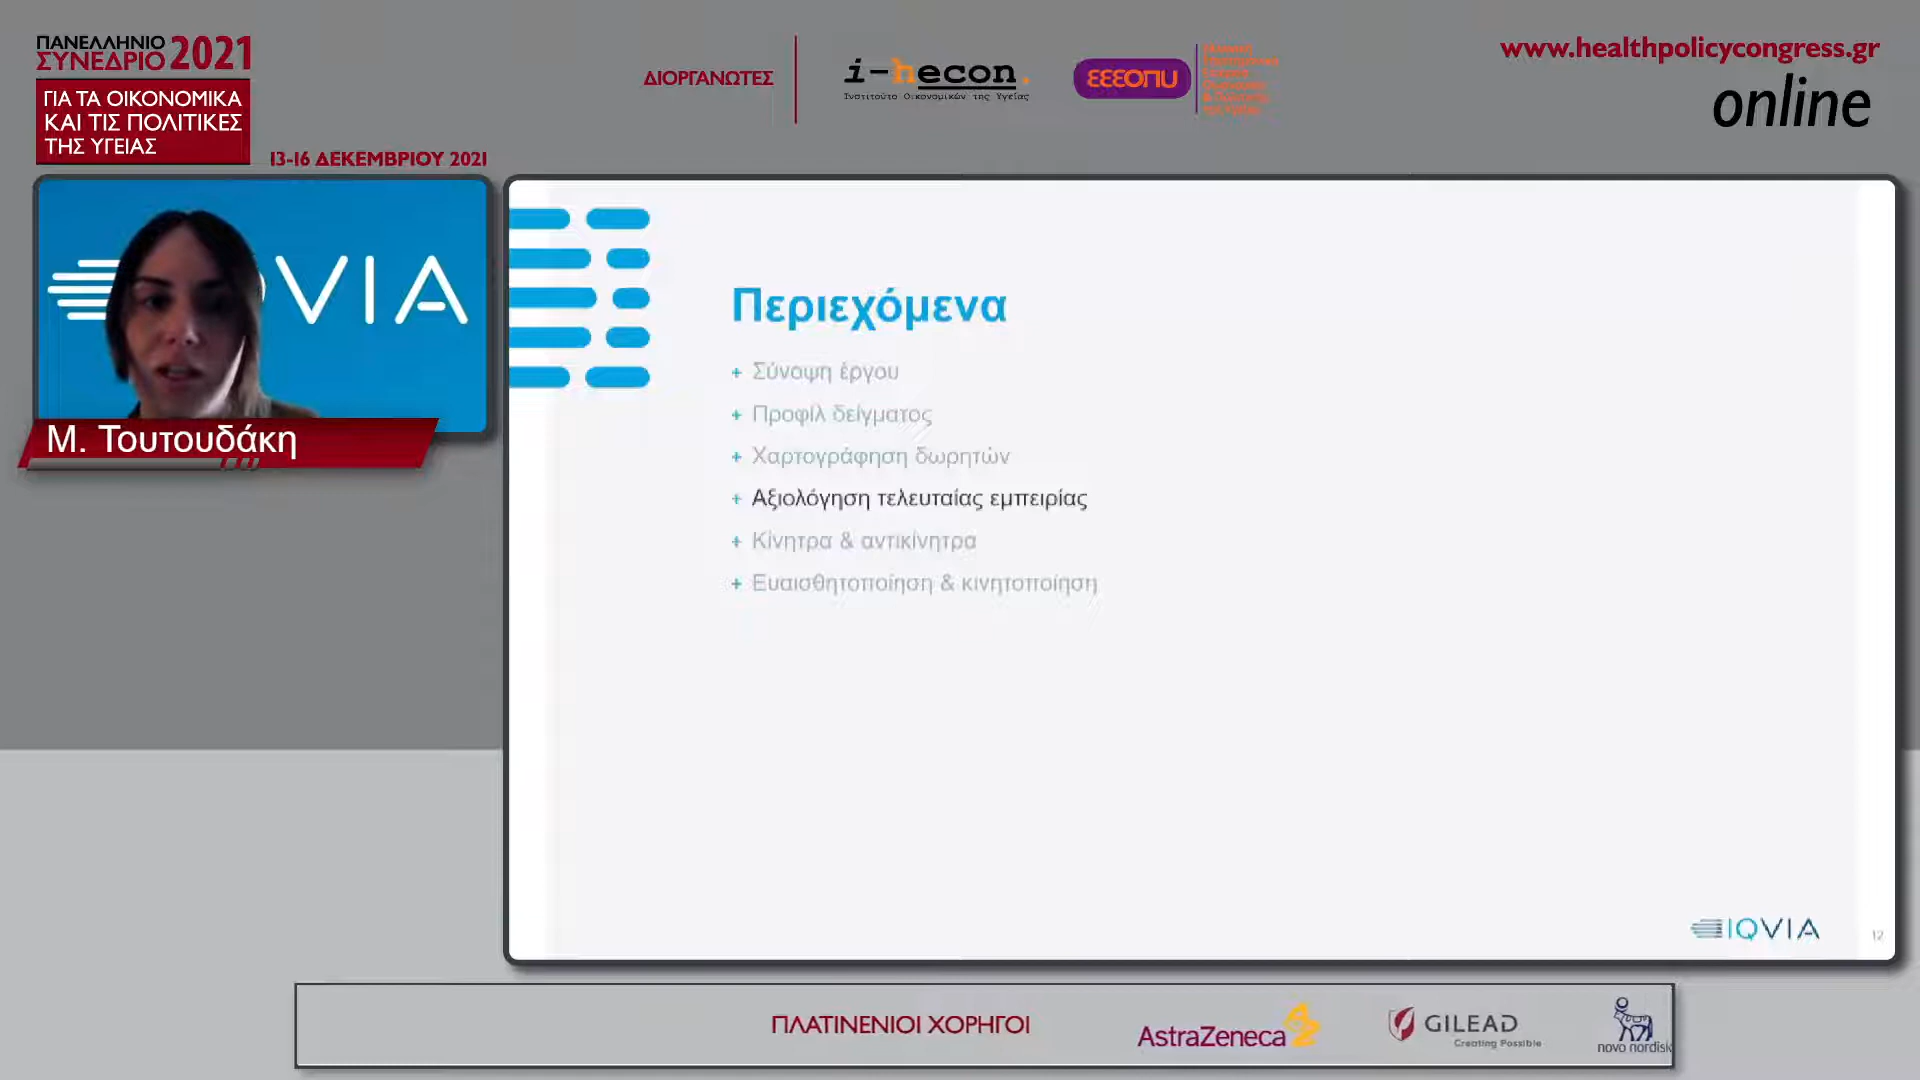 ΠΑΝΕΛΛΗΝΙΟ
ΣΥΝΕΔΡΙΟ 2021
ΓΙΑ ΤΑ ΟΙΚΟΝΟΜΙΚΑ
ΚΑΙ ΤΙΣ ΠΟΛΙΤΙΚΕΣ
ΤΗΣ ΥΓΕΙΑΣ
13-16 ΔΕΚΕΜΒΡΙΟΥ 2021
ΔΙΟΡΓΑΝΩΤΕΣ
i-hecon.
Ινστιτούτο Οικονομικών της Υγείας
ΕΕΕΟΠΥ
www.healthpolicycongress.gr
online
VIA
Μ. Τουτουδάκη
Περιεχόμενα
+ Σύνοψη έργου
+ Προφίλ δείγματος
+ Χαρτογράφηση δωρητών
+ Αξιολόγηση τελευταίας εμπειρίας
+ Κίνητρα & αντικίνητρα
+ Ευαισθητοποίηση & κινητοποίηση
IQVIA
12
ΠΛΑΤΙΝΕΝΙΟΙ ΧΟΡΗΓΟΙ
AstraZeneca
GILEAD
Creating Possible
novo nordisk